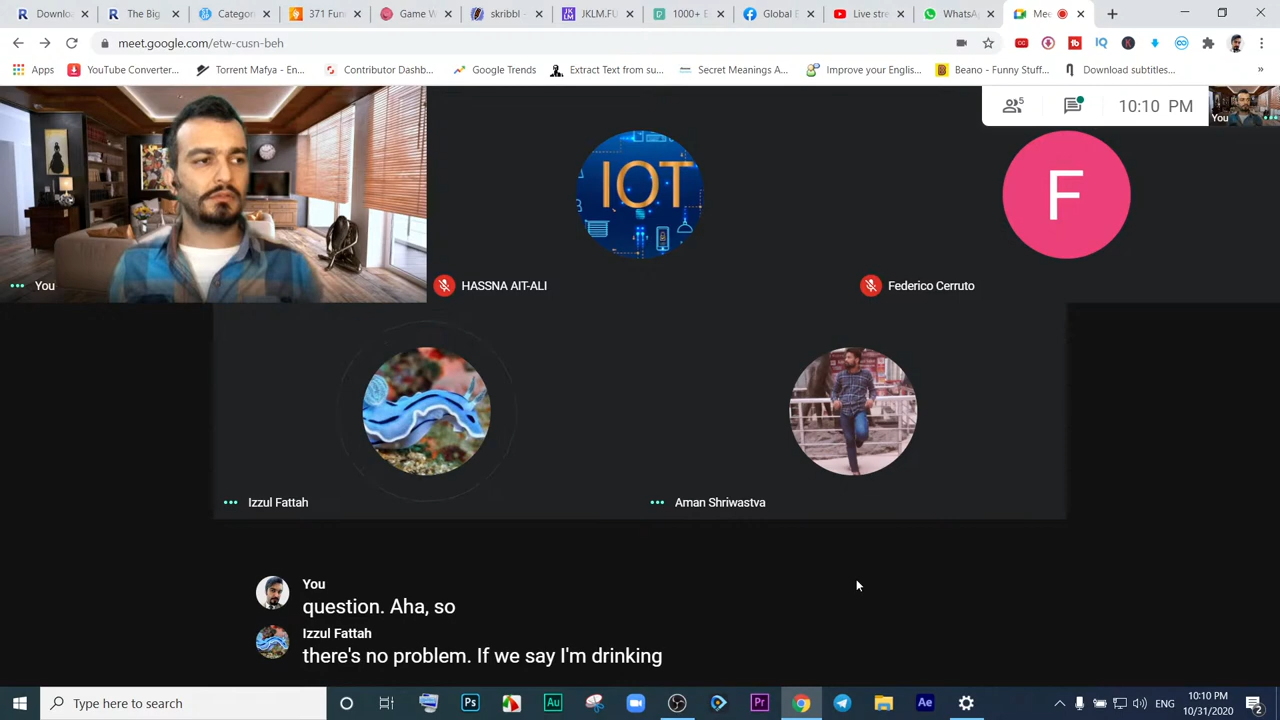 Downloa
The Big
Categori
371 Fun
Game W
skribbl -
JKLM.FU
1000+ E
Global E
Live stre
WhatsA
Mee
meet.google.com/etw-cusn-beh
Apps
YouTube Converter...
Torrent Mafya - En...
Contributor Dashb...
Google Trends
Extract Text from su...
Secret Meanings A...
Improve your Englis...
Beano - Funny Stuff...
Download subtitles...
»
5
10:10 PM
You
IOT
F
You
HASSNA AIT-ALI
Federico Cerruto
Izzul Fattah
Aman Shriwastva
You
question. Aha, so
Izzul Fattah
there's no problem. If we say I'm drinking
Type here to search
Ps
Au
Pr
Ae
ENG
10:10 PM
10/31/2020
2